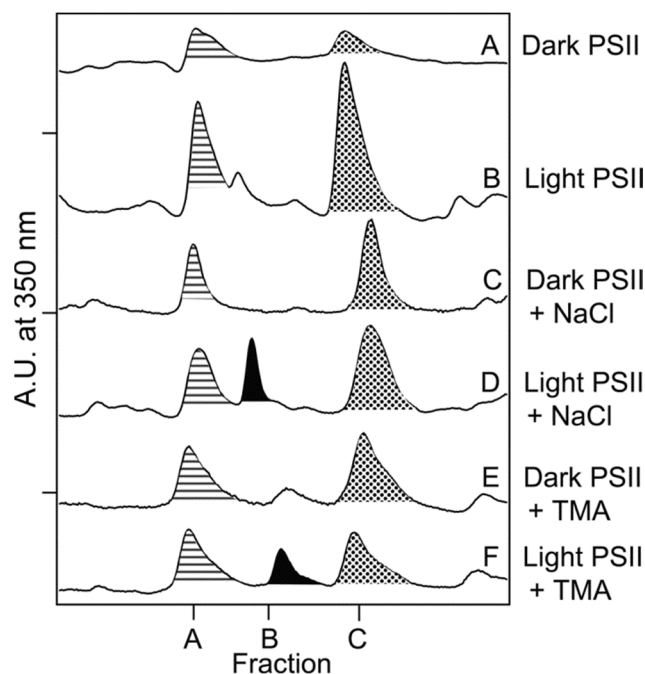 A Dark PSII
B Light PSII
C Dark PSII
+ NaCl
D Light PSII
+ NaCl
E Dark PSII
+ TMA
F Light PSII
+ TMA
A.U. at 350 nm
A B C
Fraction